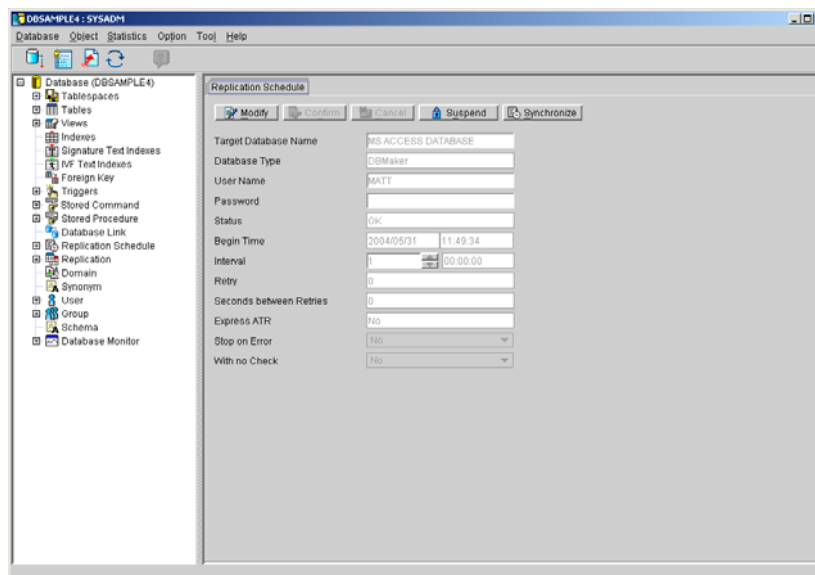 DBSAMPLE4 : SYSADM
Database Object Statistics Option Tool Help
Database (DBSAMPLE4)
Tablespaces
Tables
Views
Indexes
Signature Text Indexes
IVF Text Indexes
Foreign Key
Triggers
Stored Command
Stored Procedure
Database Link
Replication Schedule
Replication
Domain
Synonym
User
Group
Schema
Database Monitor
Replication Schedule
Modify Confirm Cancel Suspend Synchronize
Target Database Name MS ACCESS DATABASE
Database Type DBMaker
User Name MATT
Password
Status OK
Begin Time 2004/05/31 11:49:34
Interval 1 00:00:00
Retry 0
Seconds between Retries 0
Express ATR No
Stop on Error No
With no Check No